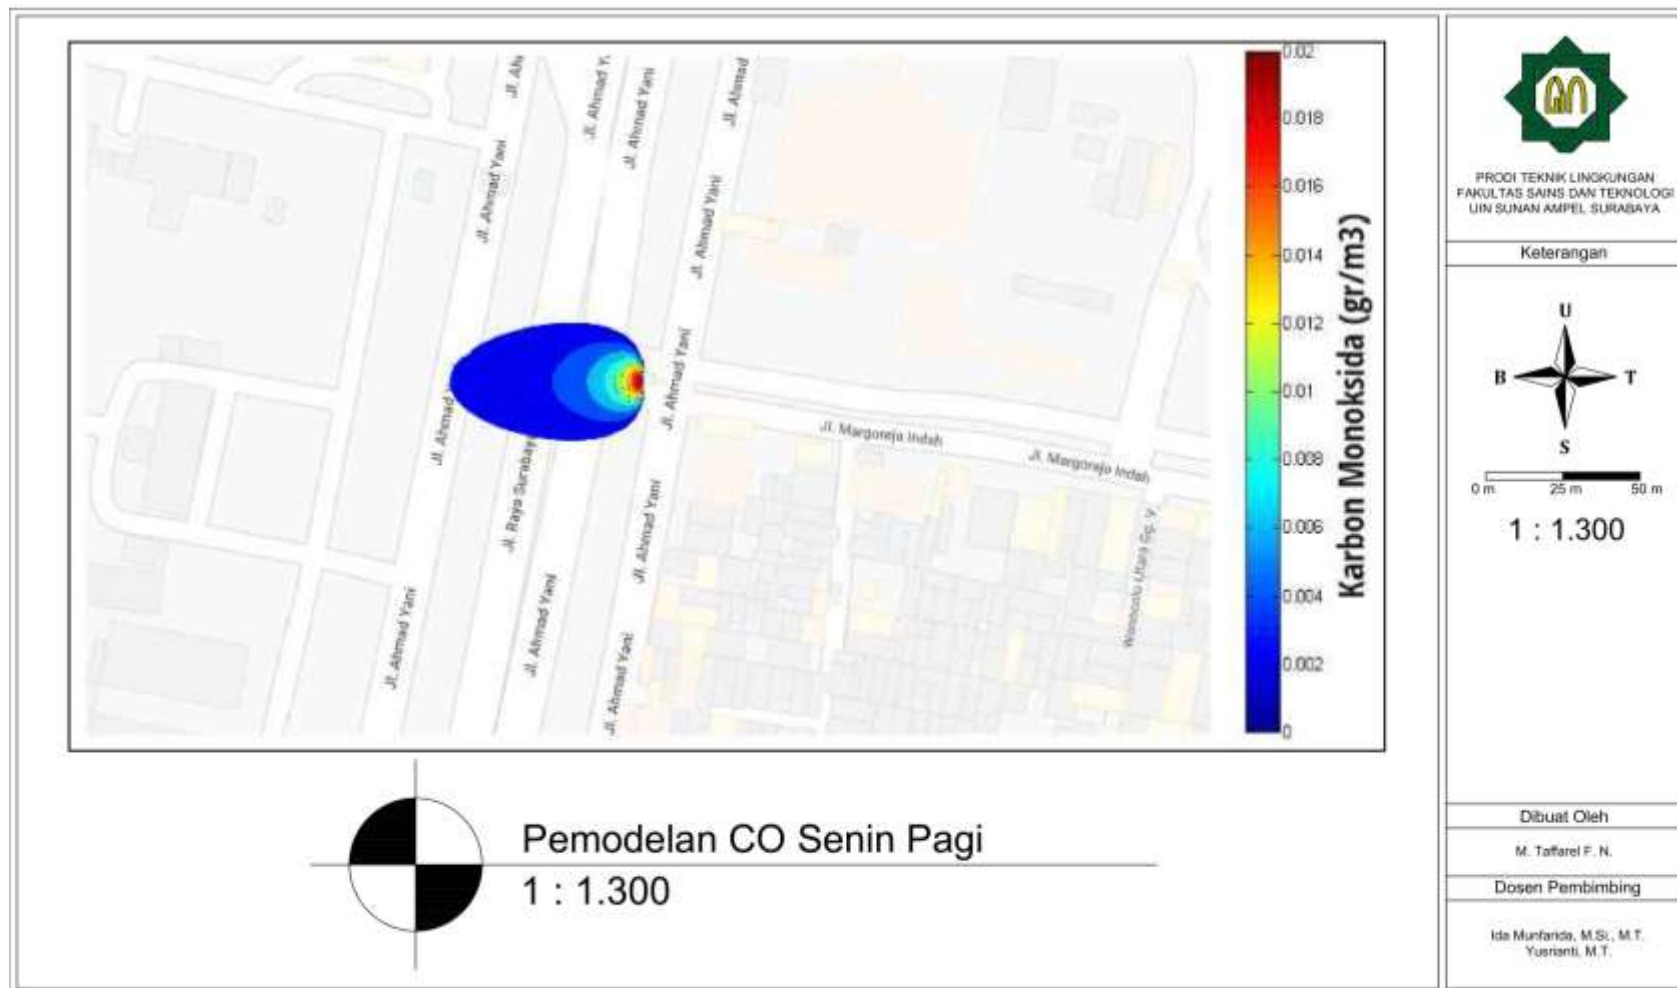 Jl. Ahmad Y.
Jl. Ahmad Yani
Jl. Ahmad
Jl. Ahmad Yani
Jl. Ahmad Yani
Jl. Ahmad Yani
Jl. Ahmad
Jl. Raya Surabaya
Jl. Margorejo Indah
Jl. Margorejo Indah
Jl. Ahmad Yani
Jl. Ahmad Yani
Jl. Ahmad Yani
Jl. Ahmad Yani
Wonocolo Utara Gg. V
0.02
0.018
0.016
0.014
0.012
0.01
0.008
0.006
0.004
0.002
0
Karbon Monoksida (gr/m3)
Pemodelan CO Senin Pagi
1 : 1.300
PRODI TEKNIK LINGKUNGAN
FAKULTAS SAINS DAN TEKNOLOGI
UIN SUNAN AMPEL SURABAYA
Keterangan
U
B T
S
0 m 25 m 50 m
1 : 1.300
Dibuat Oleh
M. Taffarel F. N.
Dosen Pembimbing
Ida Munfarida, M.Si., M.T.
Yusrianti, M.T.